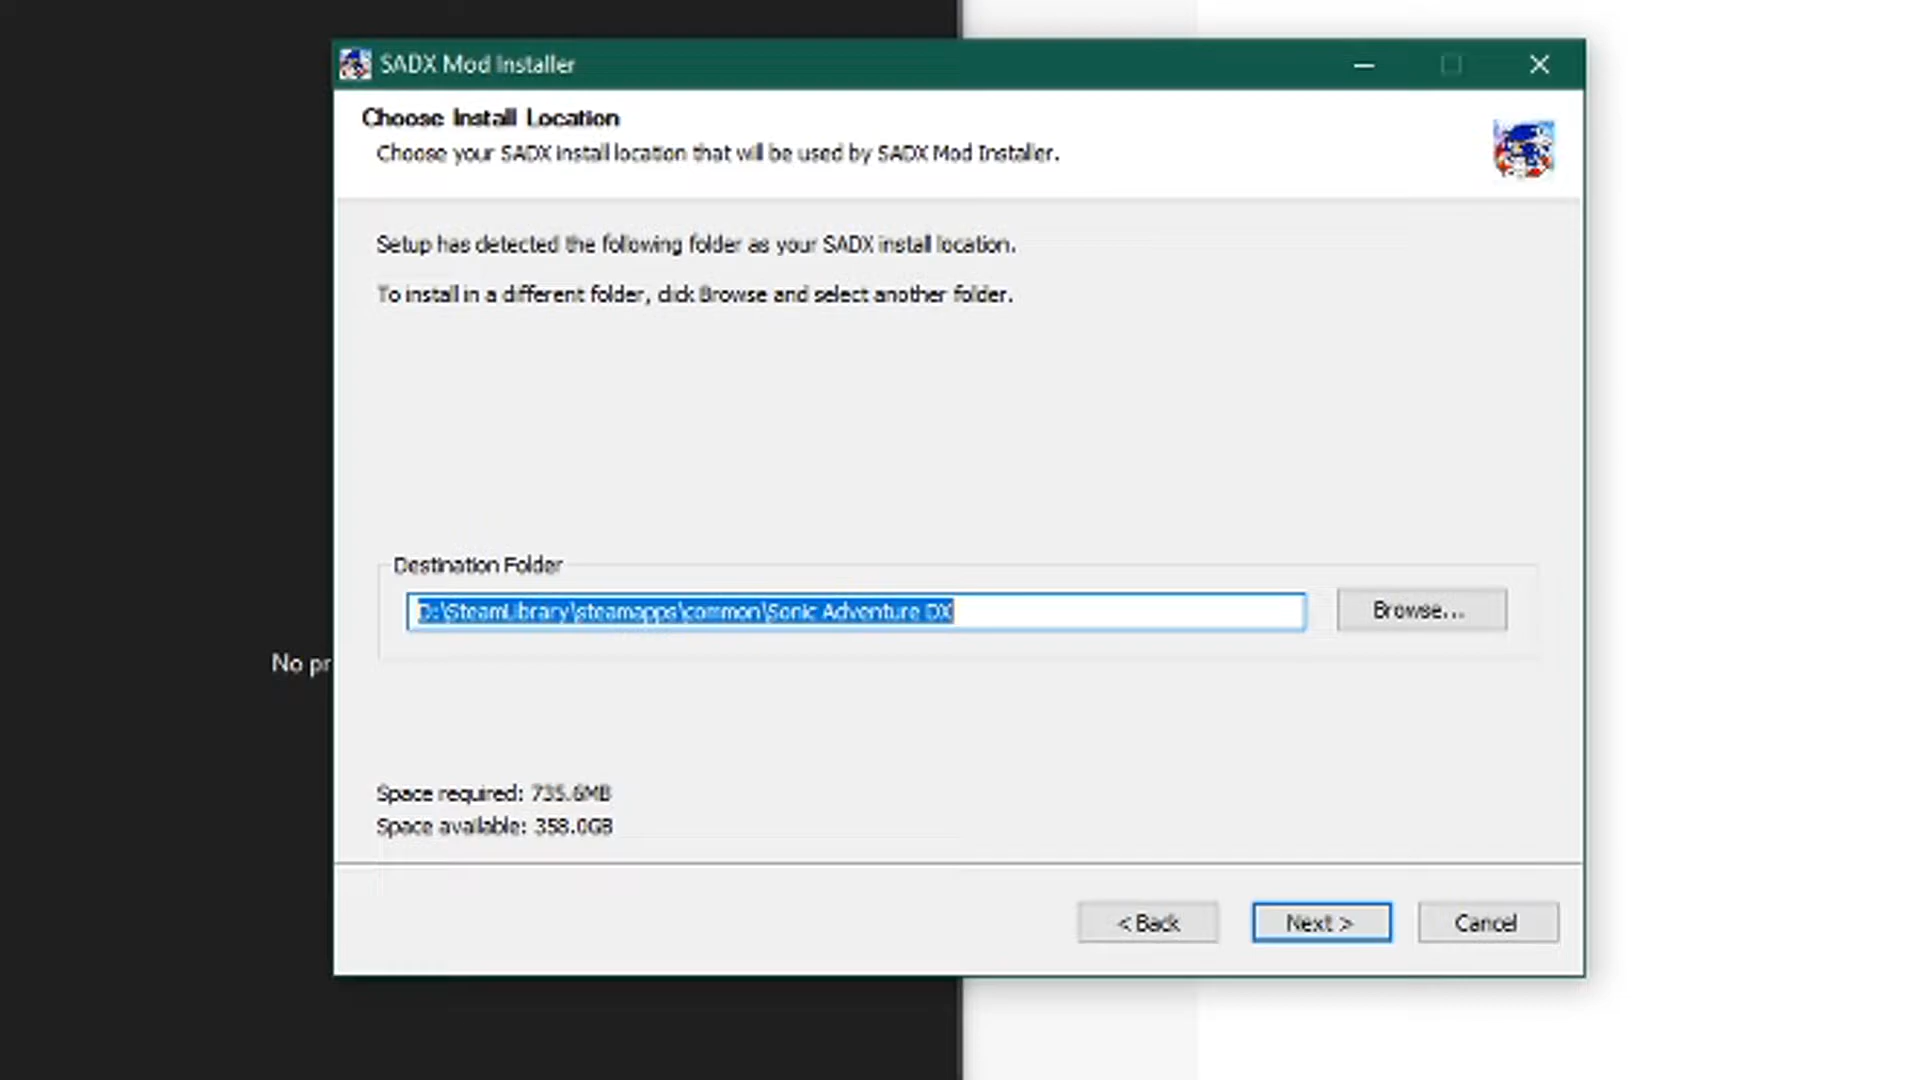 SADX Mod Installer
Choose Install Location
Choose your SADX install location that will be used by SADX Mod Installer.
Setup has detected the following folder as your SADX install location.
To install in a different folder, click Browse and select another folder.
Destination Folder
D:\SteamLibrary\steamapps\common\Sonic Adventure DX
Browse...
No pr
Space required: 735.6MB
Space available: 358.0GB
< Back
Next >
Cancel